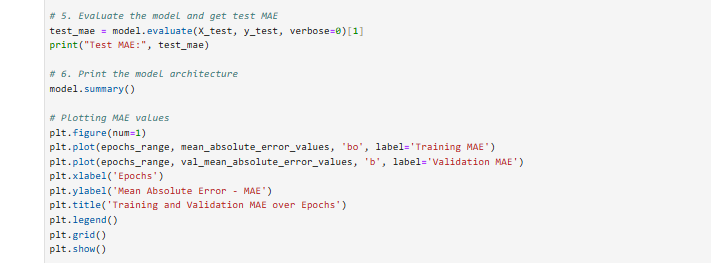 # 5. Evaluate the model and get test MAE
test_mae = model.evaluate(X_test, y_test, verbose=0)[1]
print("Test MAE:", test_mae)
# 6. Print the model architecture
model.summary()
# Plotting MAE values
plt.figure(num=1)
plt.plot(epochs_range, mean_absolute_error_values, 'bo', label='Training MAE')
plt.plot(epochs_range, val_mean_absolute_error_values, 'b', label='Validation MAE')
plt.xlabel('Epochs')
plt.ylabel('Mean Absolute Error - MAE')
plt.title('Training and Validation MAE over Epochs')
plt.legend()
plt.grid()
plt.show()